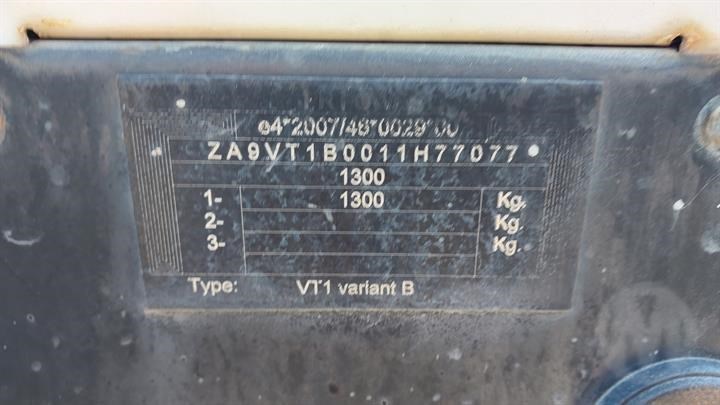 e4*2007/46*0029*00
ZA9VT1B0011H77077
1300
1- 1300 Kg.
2- Kg.
3- Kg.
Type: VT1 variant B